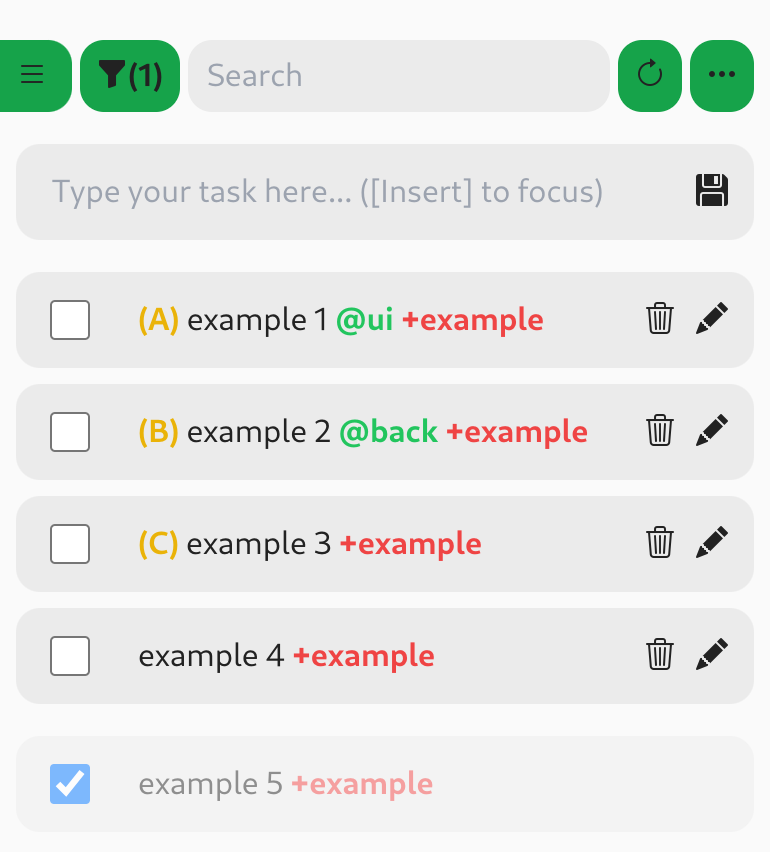 (1) Search
Type your task here... ([Insert] to focus)
(A) example 1 @ui +example
(B) example 2 @back +example
(C) example 3 +example
example 4 +example
example 5 +example